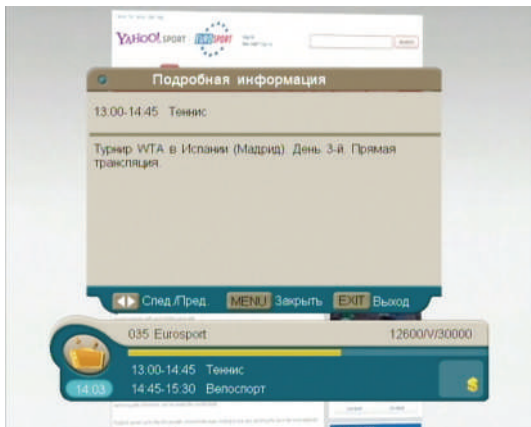 YAHOO! SPORT EUROSPORT
Подробная информация
13:00-14:45 Теннис
Турнир WTA в Испании (Мадрид). День 3-й. Прямая
трансляция.
След./Пред. MENU Закрыть EXIT Выход
035 Eurosport 12600/V/30000
13:00-14:45 Теннис
14:03
14:45-15:30 Велоспорт
$